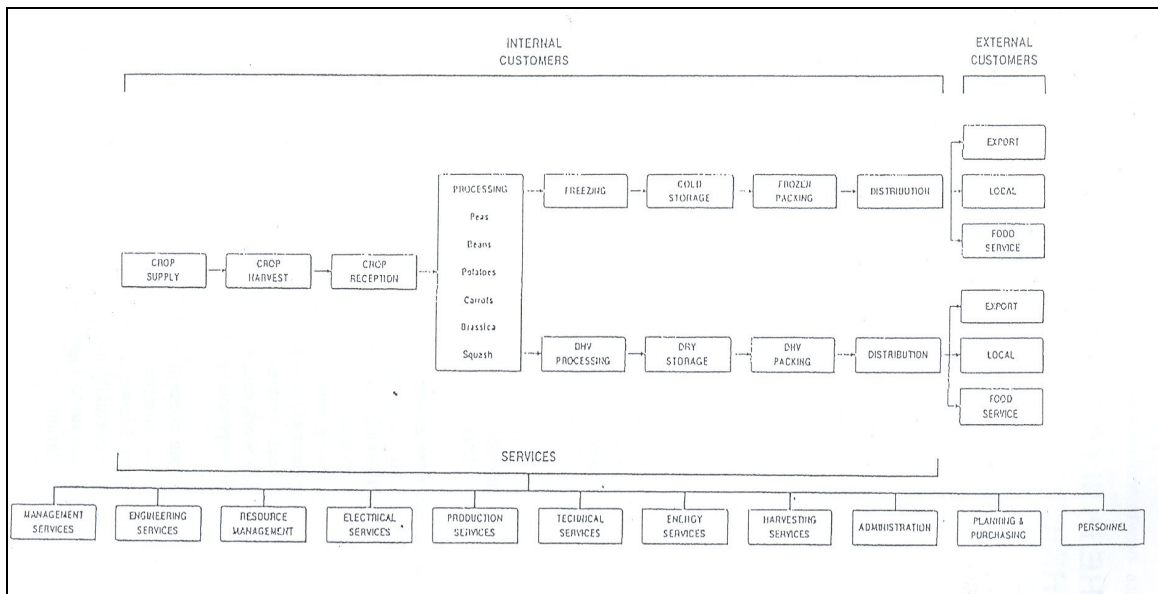 INTERNAL
CUSTOMERS
EXTERNAL
CUSTOMERS
EXPORT
PROCESSING
FREEZING
COLD
STORAGE
FROZEN
PACKING
DISTRIBUTION
LOCAL
Peas
Beans
FOOD
SERVICE
CROP
SUPPLY
CROP
HARVEST
CROP
RECEPTION
Potatoes
Carrots
EXPORT
Brassica
Squash
DHV
PROCESSING
DRY
STORAGE
DHV
PACKING
DISTRIBUTION
LOCAL
FOOD
SERVICE
SERVICES
MANAGEMENT
SERVICES
ENGINEERING
SERVICES
RESOURCE
MANAGEMENT
ELECTRICAL
SERVICES
PRODUCTION
SERVICES
TECHNICAL
SERVICES
ENERGY
SERVICES
HARVESTING
SERVICES
ADMINISTRATION
PLANNING &
PURCHASING
PERSONNEL